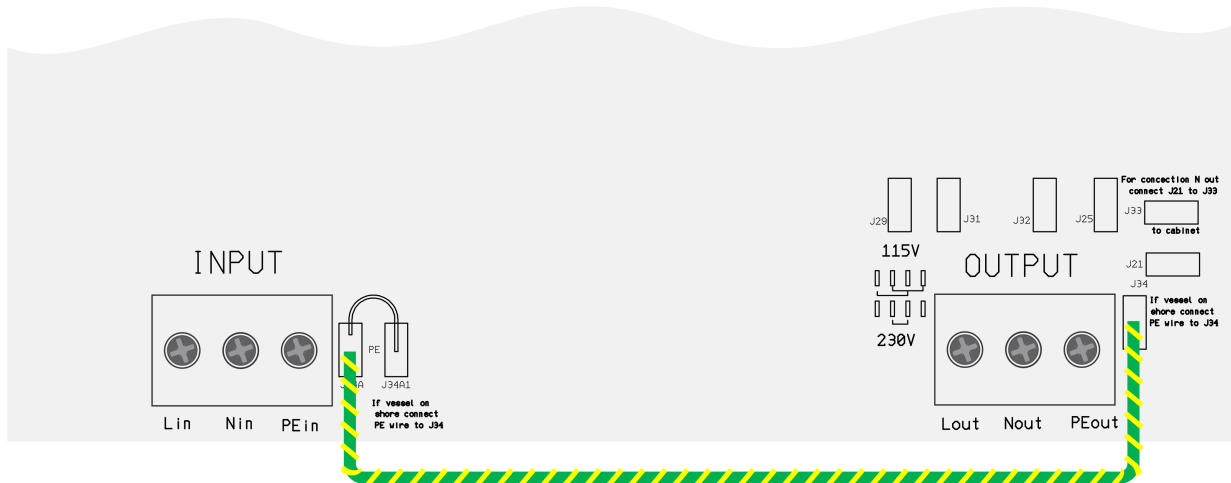 For concection N out
connect J21 to J33
J29
J31
J32
J25
J33
to cabinet
115V
INPUT
OUTPUT
J21
J34
If vessel on
shore connect
PE wire to J34
230V
PE
J34A1
If vessel on
shore connect
PE wire to J34
Lin
Nin
PEin
Lout
Nout
PEout